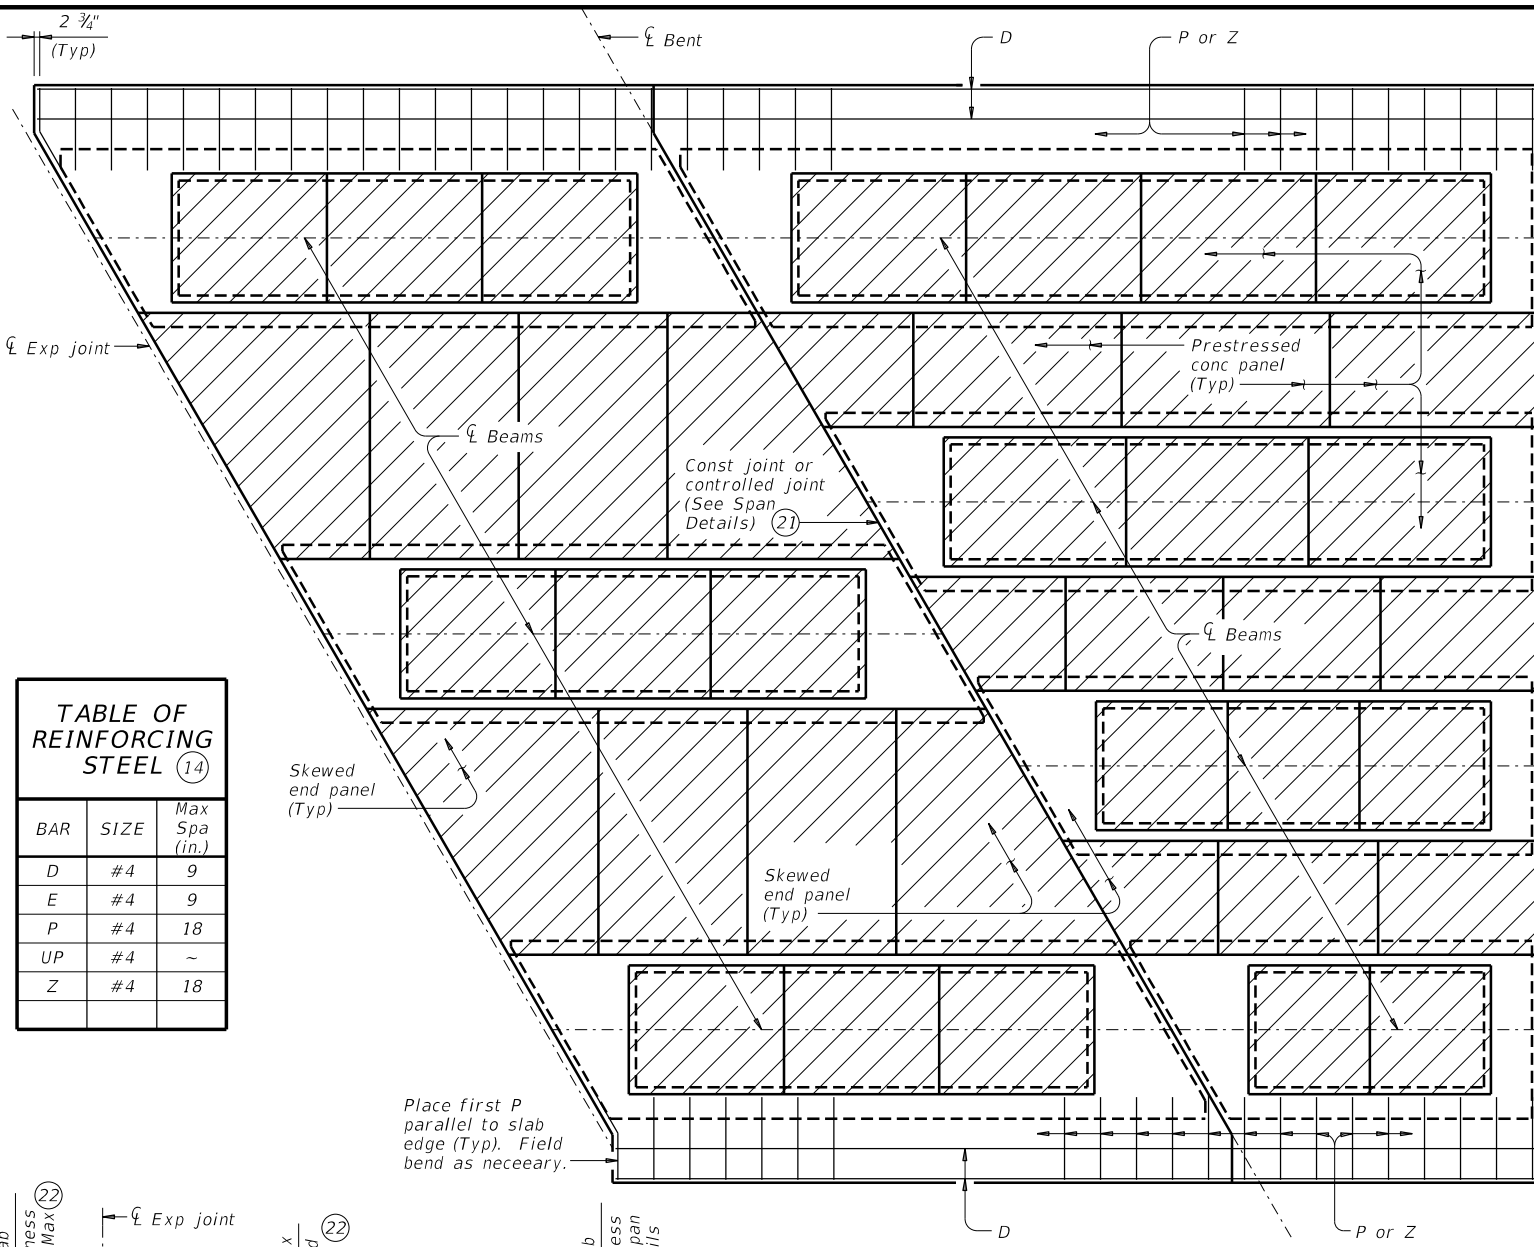 2 ¾"
(Typ)
℄ Bent
D
P or Z
℄ Exp joint
Prestressed
conc panel
(Typ)
℄ Beams
Const joint or
controlled joint
(See Span
Details) 21
℄ Beams
TABLE OF
REINFORCING
STEEL 14
BAR SIZE Max Spa (in.)
D #4 9
E #4 9
P #4 18
UP #4 ~
Z #4 18
Skewed
end panel
(Typ)
Skewed
end panel
(Typ)
Place first P
parallel to slab
edge (Typ). Field
bend as neceeary.
22
ness
Max
℄ Exp joint
22
D
P or Z